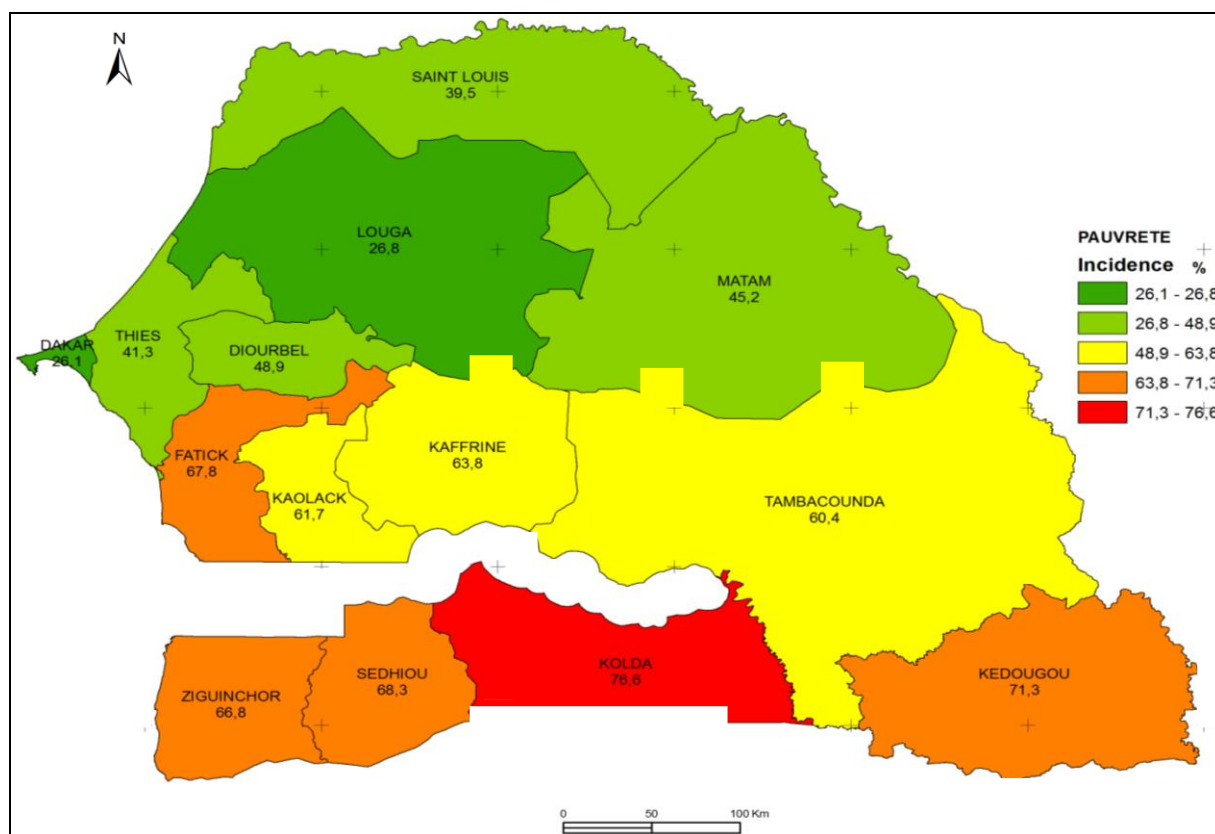 N
SAINT LOUIS
39,5
LOUGA
26,8
MATAM
45,2
DAKAR
26,1
THIES
41,3
DIOURBEL
48,9
FATICK
67,8
KAOLACK
61,7
KAFFRINE
63,8
TAMBACOUNDA
60,4
ZIGUINCHOR
66,8
SEDHIOU
68,3
KOLDA
76,6
KEDOUGOU
71,3
PAUVRETE
Incidence %
26,1 - 26,8
26,8 - 48,9
48,9 - 63,8
63,8 - 71,3
71,3 - 76,6
0 50 100 Km